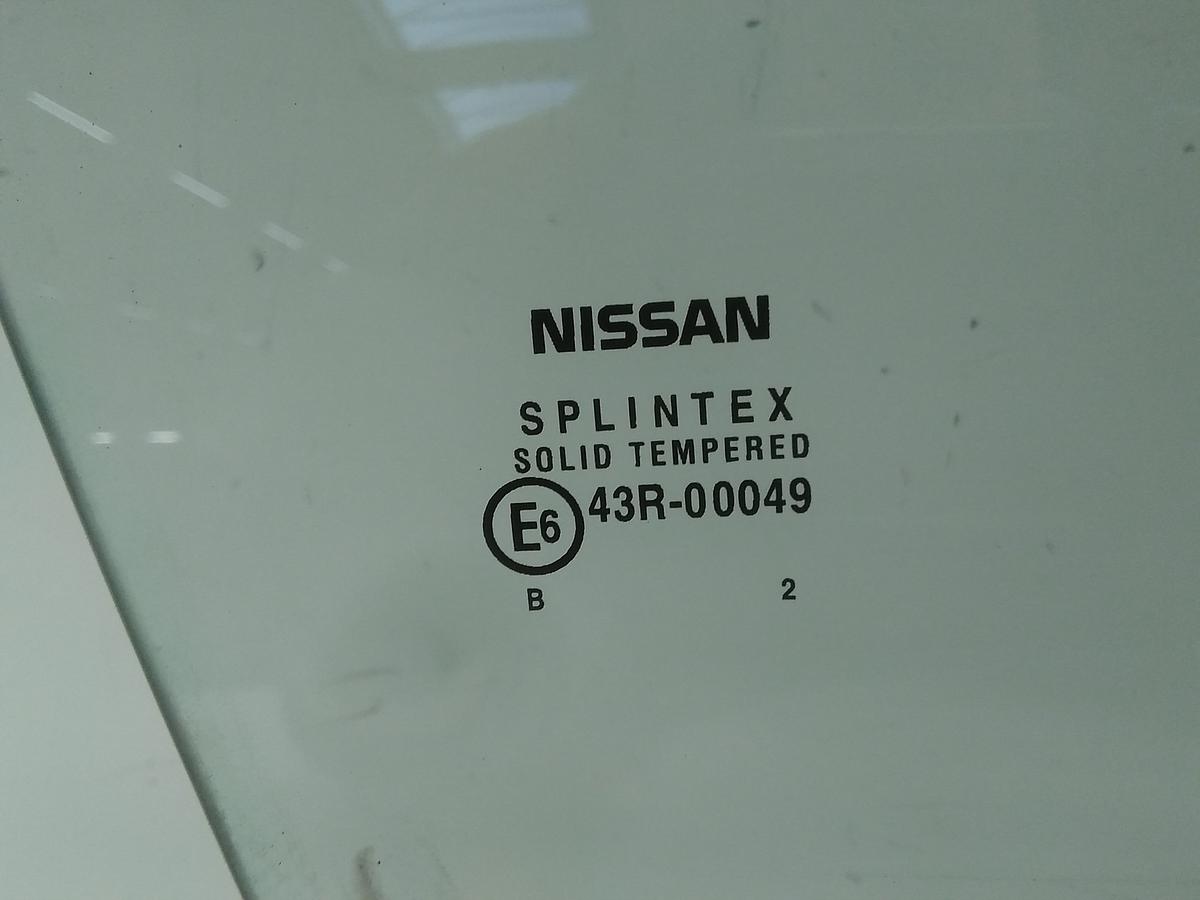 NISSAN
SPLINTEX
SOLID TEMPERED
E6 43R-00049
B 2